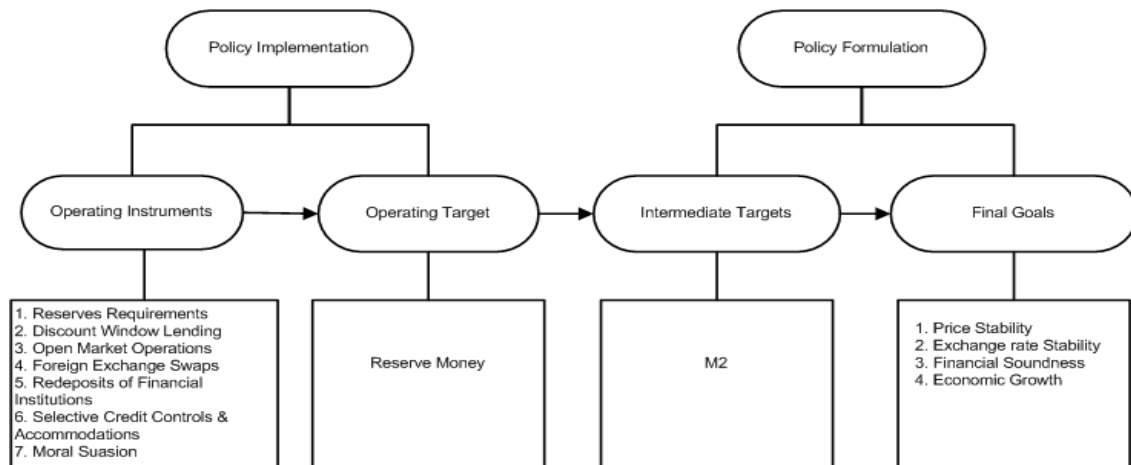 Policy Implementation
Policy Formulation
Operating Instruments
Operating Target
Intermediate Targets
Final Goals
1. Reserves Requirements
2. Discount Window Lending
3. Open Market Operations
4. Foreign Exchange Swaps
5. Redeposits of Financial
Institutions
6. Selective Credit Controls &
Accommodations
7. Moral Suasion
Reserve Money
M2
1. Price Stability
2. Exchange rate Stability
3. Financial Soundness
4. Economic Growth